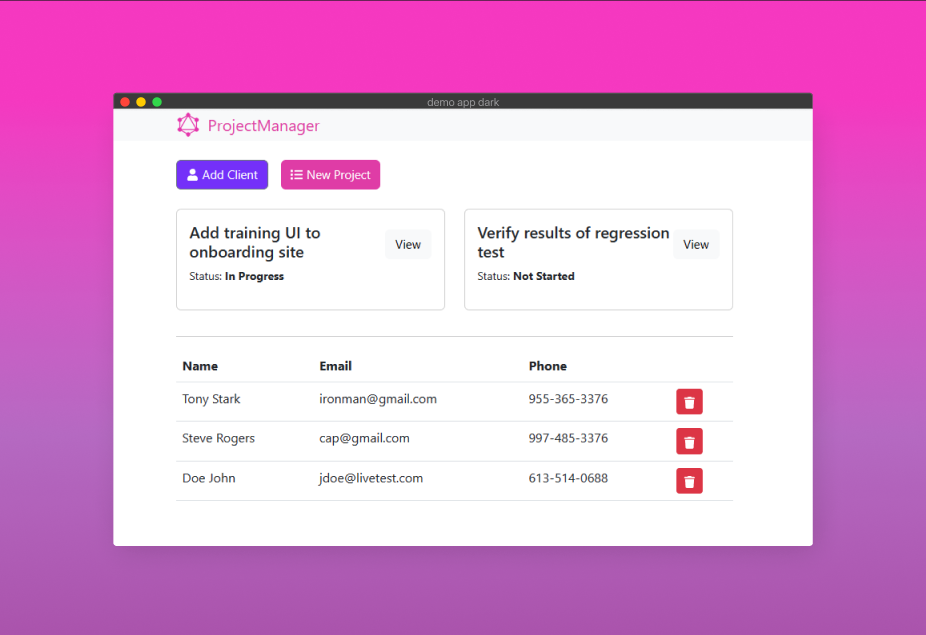 demo app dark
ProjectManager
Add Client New Project
Add training UI to
onboarding site
View
Status: In Progress
Verify results of regression
test
View
Status: Not Started
Name Email Phone
Tony Stark ironman@gmail.com 955-365-3376
Steve Rogers cap@gmail.com 997-485-3376
Doe John jdoe@livetest.com 613-514-0688